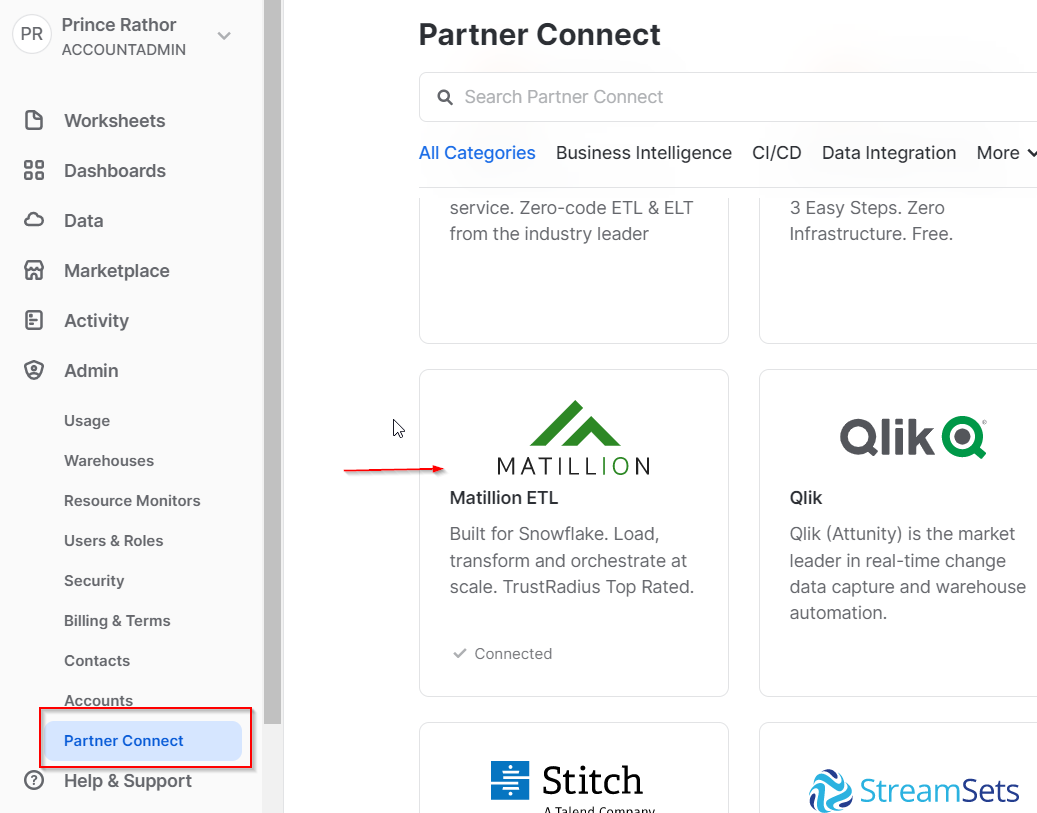 PR
Prince Rathor
ACCOUNTADMIN
Worksheets
Dashboards
Data
Marketplace
Activity
Admin
Usage
Warehouses
Resource Monitors
Users & Roles
Security
Billing & Terms
Contacts
Accounts
Partner Connect
Help & Support
Partner Connect
Search Partner Connect
All Categories Business Intelligence CI/CD Data Integration More
service. Zero-code ETL & ELT
from the industry leader
3 Easy Steps. Zero
Infrastructure. Free.
MATILLION
Matillion ETL
Built for Snowflake. Load,
transform and orchestrate at
scale. TrustRadius Top Rated.
Connected
Qlik
Qlik
Qlik (Attunity) is the market
leader in real-time change
data capture and warehouse
automation.
Stitch
A Talend Company
StreamSets